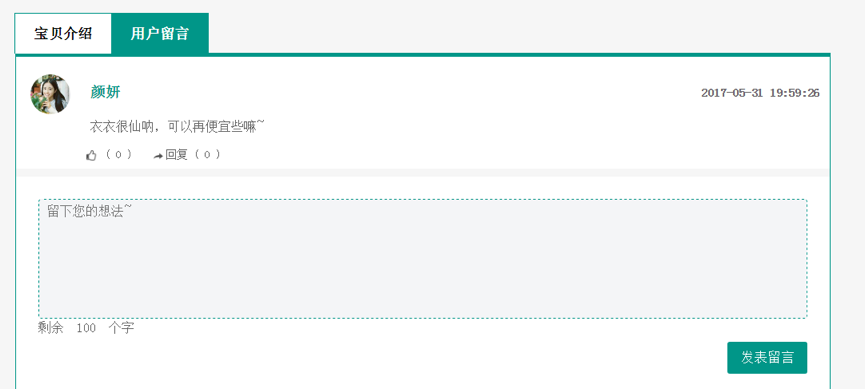 宝贝介绍 用户留言
颜妍 2017-05-31 19:59:26
衣衣很仙呐，可以再便宜些嘛~
（ 0 ） 回复（ 0 ）
留下您的想法~
剩余 100 个字
发表留言